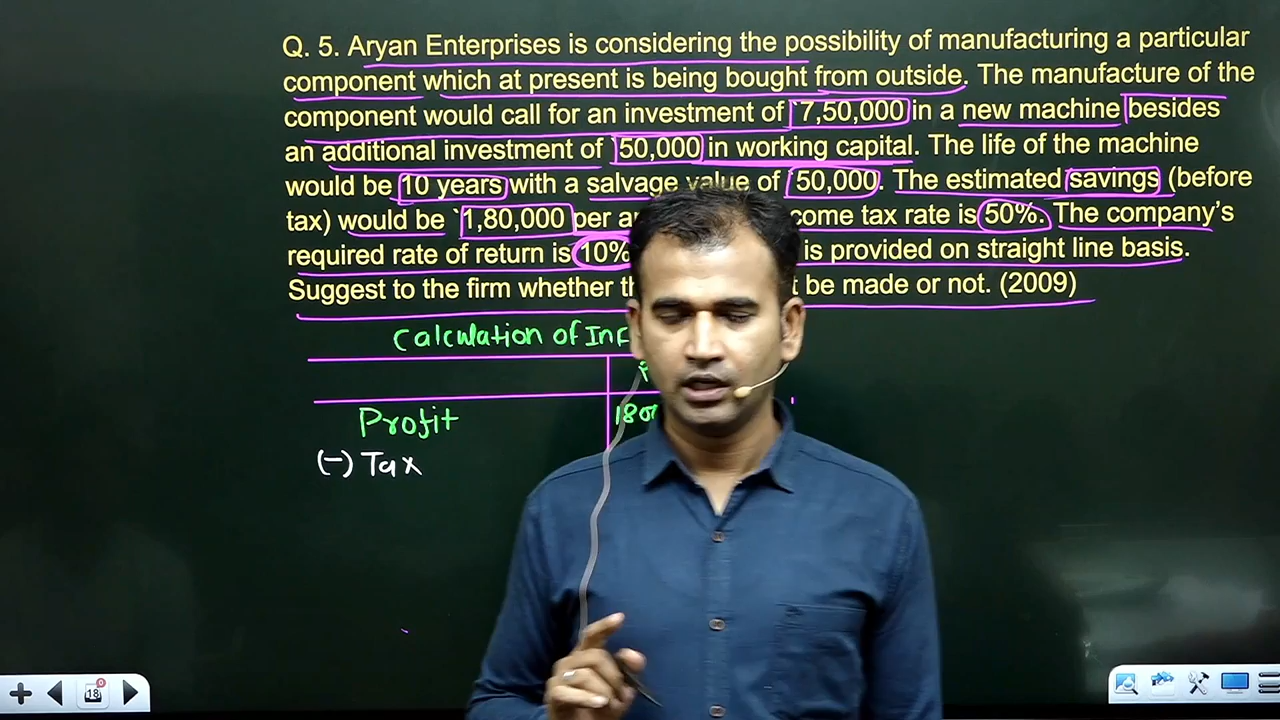 Q. 5. Aryan Enterprises is considering the possibility of manufacturing a particular
component which at present is being bought from outside. The manufacture of the
component would call for an investment of `7,50,000 in a new machine besides
an additional investment of `50,000 in working capital. The life of the machine
would be 10 years with a salvage value of `50,000. The estimated savings (before
tax) would be `1,80,000 per come tax rate is 50%. The company's
required rate of return is 10% is provided on straight line basis.
Suggest to the firm whether be made or not. (2009)
Calculation of
Profit
(-) Tax
18